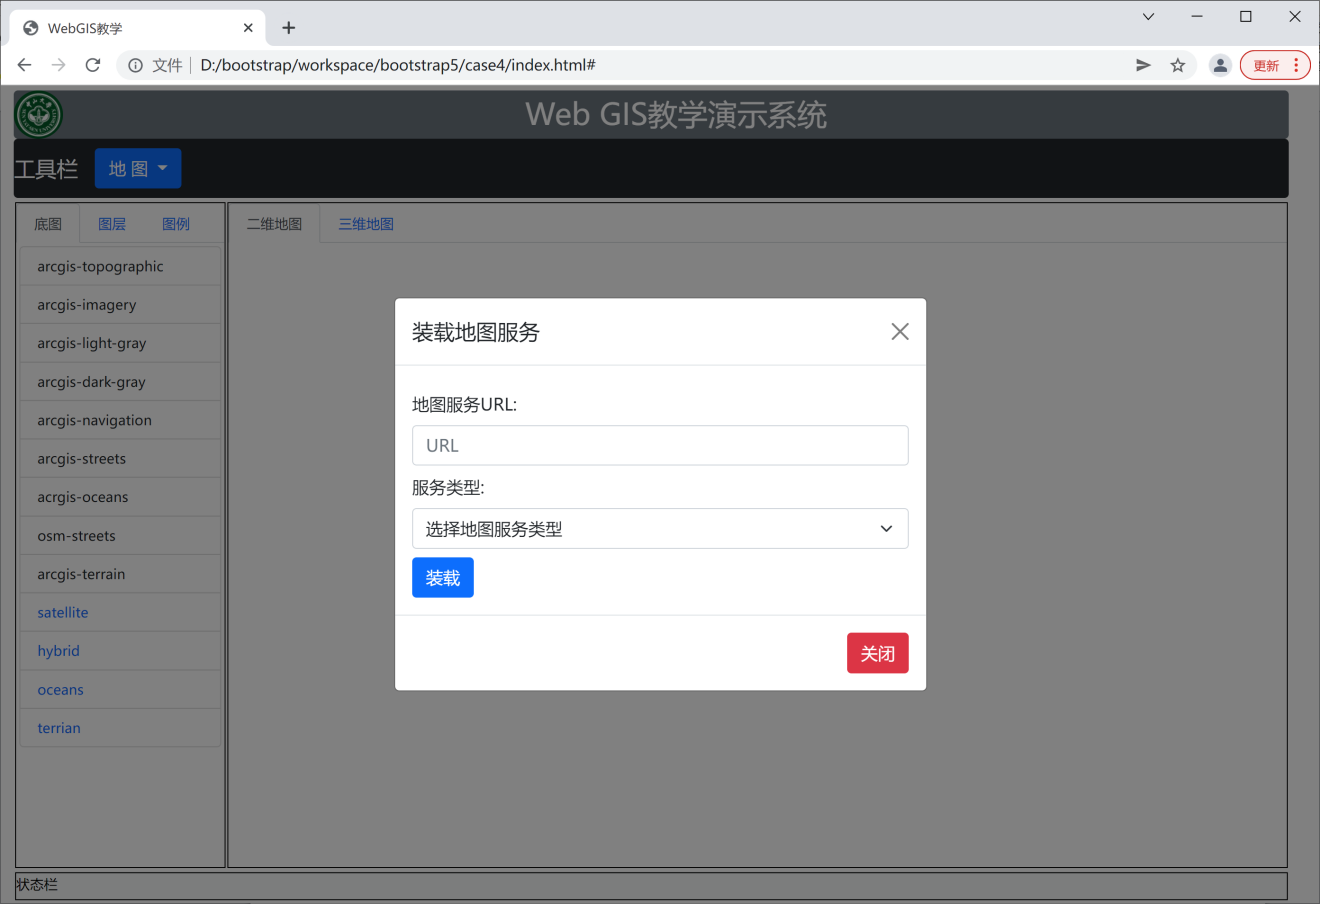 WebGIS教学
文件
D:/bootstrap/workspace/bootstrap5/case4/index.html#
更新
Web GIS教学演示系统
工具栏
地图
底图 图层 图例
二维地图 三维地图
arcgis-topographic
arcgis-imagery
arcgis-light-gray
arcgis-dark-gray
arcgis-navigation
arcgis-streets
acrgis-oceans
osm-streets
arcgis-terrain
satellite
hybrid
oceans
terrian
装载地图服务
地图服务URL:
URL
服务类型:
选择地图服务类型
装载
关闭
状态栏